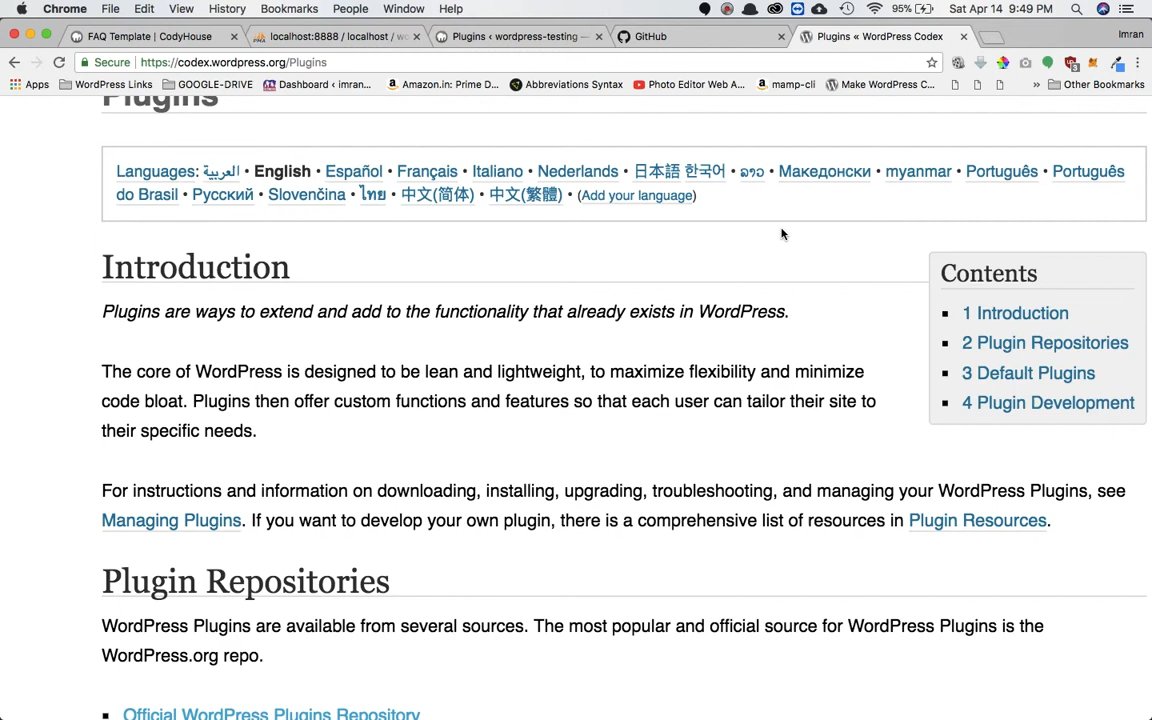 Chrome File Edit View History Bookmarks People Window Help 95% Sat Apr 14 9:49 PM
FAQ Template | CodyHouse localhost:8888 / localhost / wo Plugins ‹ wordpress-testing — GitHub Plugins « WordPress Codex Imran
Secure https://codex.wordpress.org/Plugins
Apps WordPress Links GOOGLE-DRIVE Dashboard ‹ imran... Amazon.in: Prime D... Abbreviations Syntax Photo Editor Web A... mamp-cli Make WordPress C... » Other Bookmarks
Plugins
Languages: العربية • English • Español • Français • Italiano • Nederlands • 日本語 한국어 • ລາວ • Македонски • myanmar • Português • Português
do Brasil • Русский • Slovenčina • ไทย • 中文(简体) • 中文(繁體) • (Add your language)
Introduction
Plugins are ways to extend and add to the functionality that already exists in WordPress.
The core of WordPress is designed to be lean and lightweight, to maximize flexibility and minimize
code bloat. Plugins then offer custom functions and features so that each user can tailor their site to
their specific needs.
Contents
1 Introduction
2 Plugin Repositories
3 Default Plugins
4 Plugin Development
For instructions and information on downloading, installing, upgrading, troubleshooting, and managing your WordPress Plugins, see
Managing Plugins. If you want to develop your own plugin, there is a comprehensive list of resources in Plugin Resources.
Plugin Repositories
WordPress Plugins are available from several sources. The most popular and official source for WordPress Plugins is the
WordPress.org repo.
Official WordPress Plugins Repository